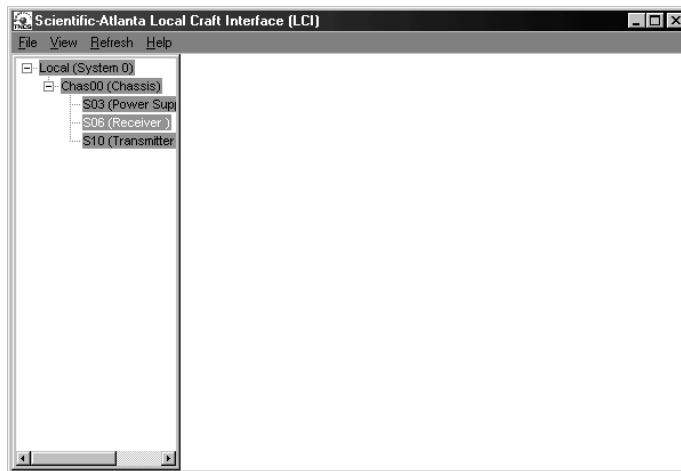 Scientific-Atlanta Local Craft Interface (LCI)
File View Refresh Help
Local (System 0)
Chas00 (Chassis)
S03 (Power Sup
S06 (Receiver )
S10 (Transmitter